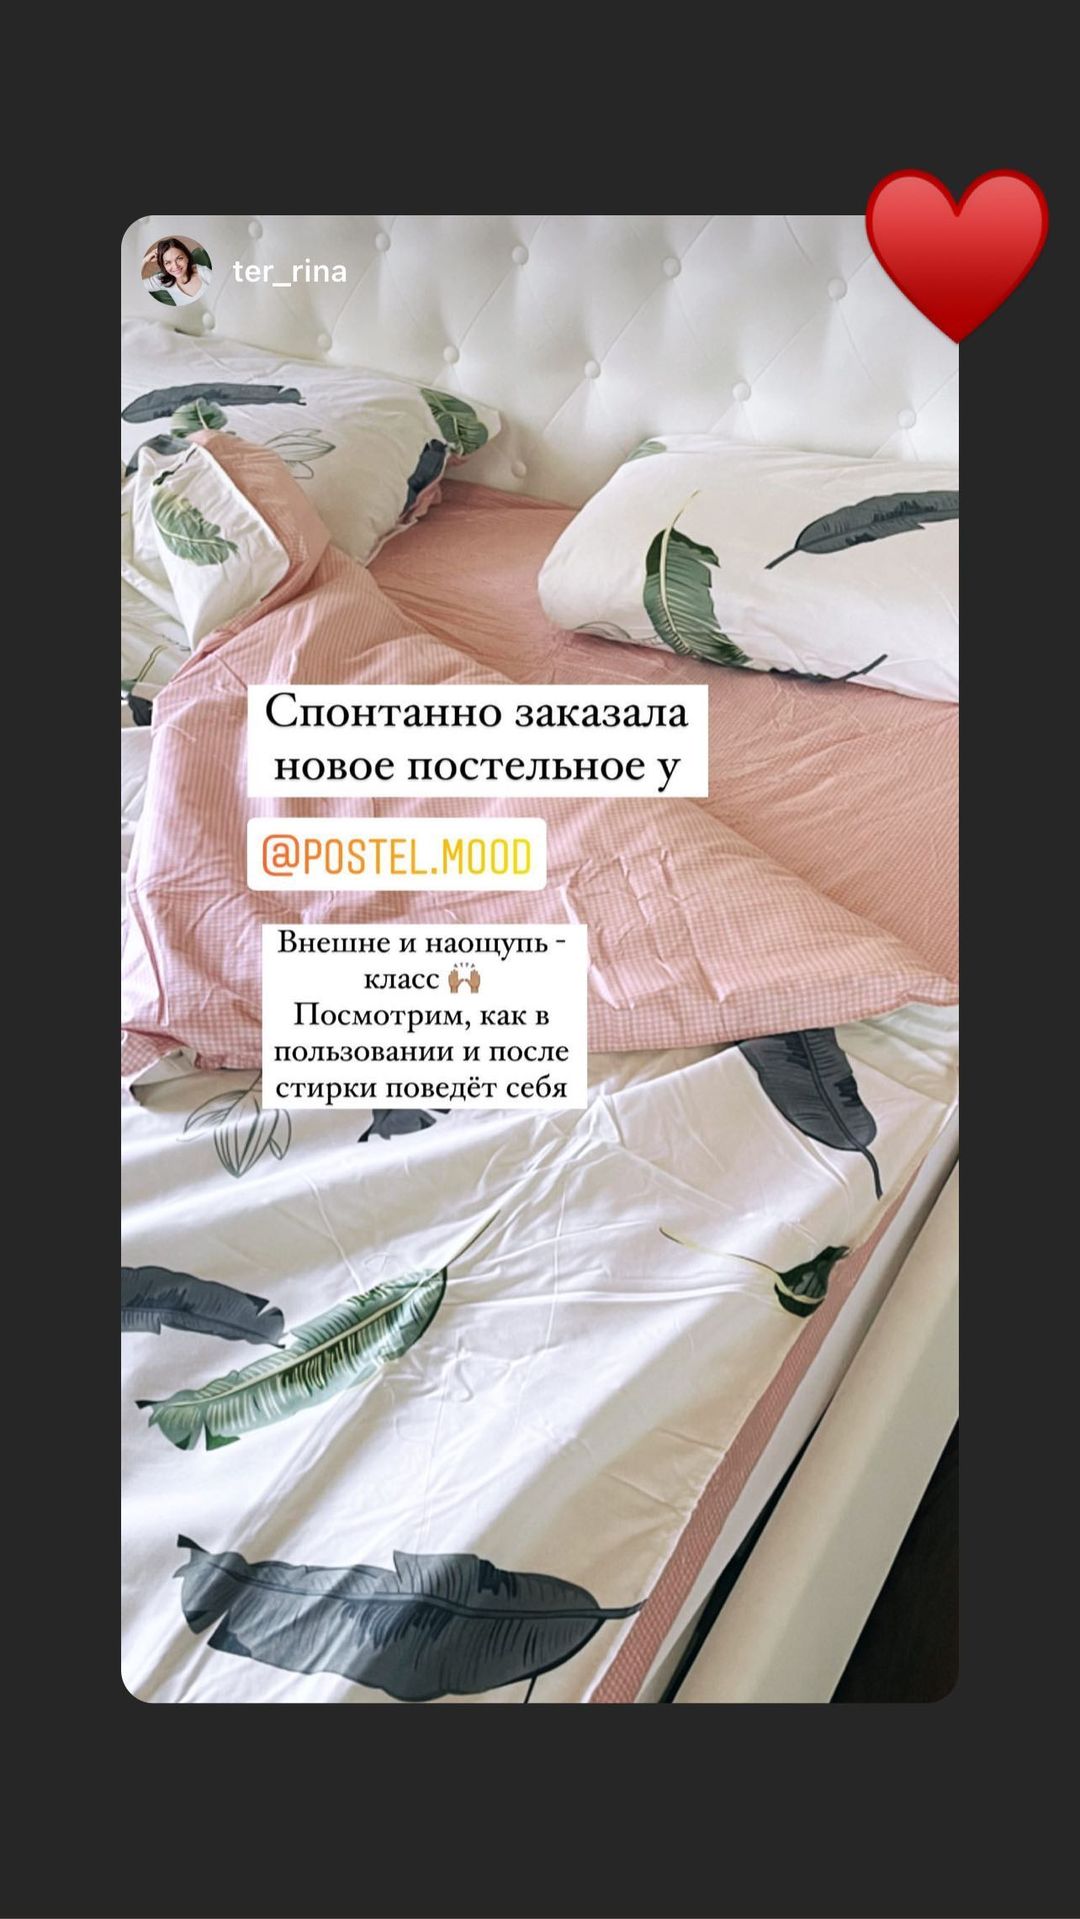 ter_rina
Спонтанно заказала
новое постельное у
@POSTEL.MOOD
Внешне и наощупь -
класс 🙌🏽
Посмотрим, как в
пользовании и после
стирки поведёт себя